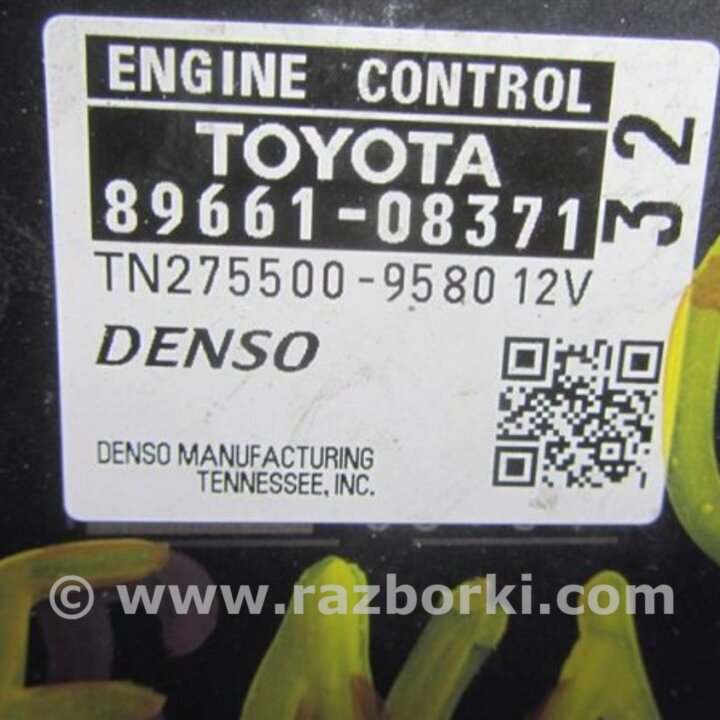 ENGINE CONTROL
TOYOTA
89661-08371
32
TN275500-9580 12V
DENSO
DENSO MANUFACTURING
TENNESSEE, INC.
© www.razborki.com